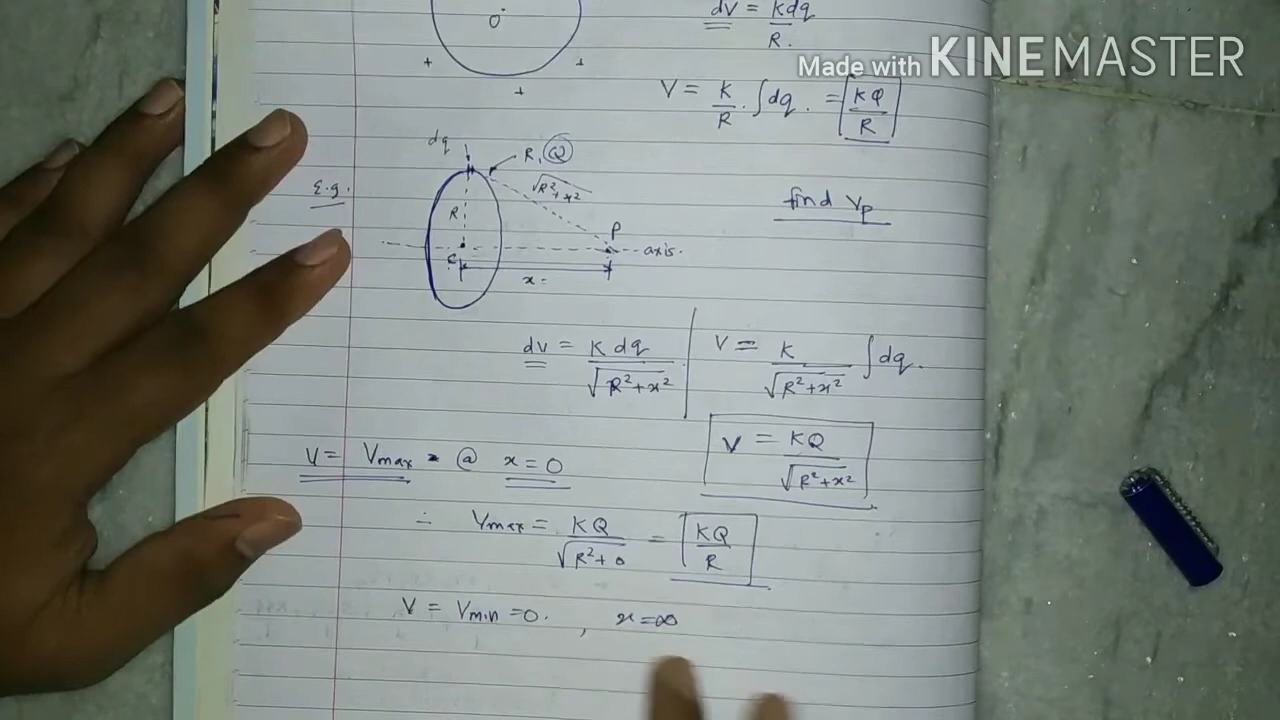 O
dv = Kdq / R.
+ + +
Made with KINEMASTER
V = K/R . ∫dq. = KQ/R
dq
R, Q
√R²+x²
E.g.
R
find Vp
P
axis.
C
x
dv = K dq / √R²+x²
V = K / √R²+x² ∫dq.
V = Vmax @ x = 0
V = KQ / √R²+x²
∴ Vmax = KQ / √R²+0 = KQ/R
V = Vmin = 0. , x = ∞